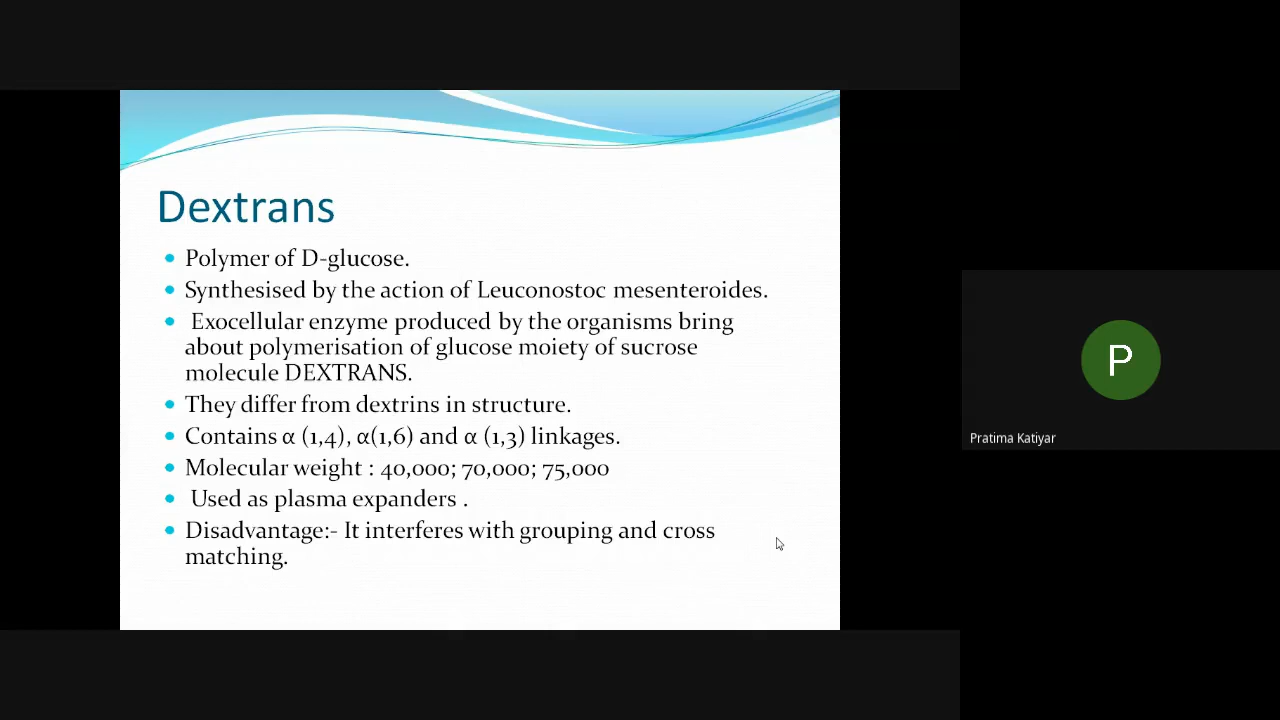 Dextrans
Polymer of D-glucose.
Synthesised by the action of Leuconostoc mesenteroides.
Exocellular enzyme produced by the organisms bring
about polymerisation of glucose moiety of sucrose
molecule DEXTRANS.
They differ from dextrins in structure.
Contains α (1,4), α(1,6) and α (1,3) linkages.
Molecular weight : 40,000; 70,000; 75,000
Used as plasma expanders .
Disadvantage:- It interferes with grouping and cross
matching.
P
Pratima Katiyar